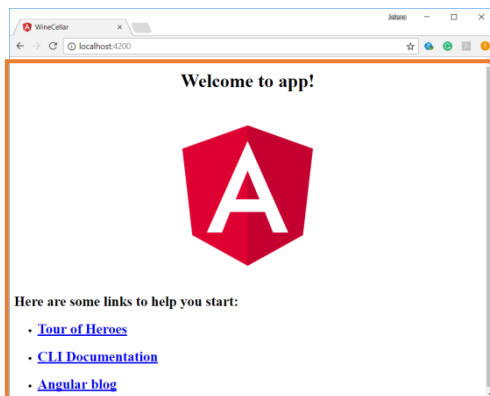 WineCellar
localhost:4200
Welcome to app!
A
Here are some links to help you start:
Tour of Heroes
CLI Documentation
Angular blog